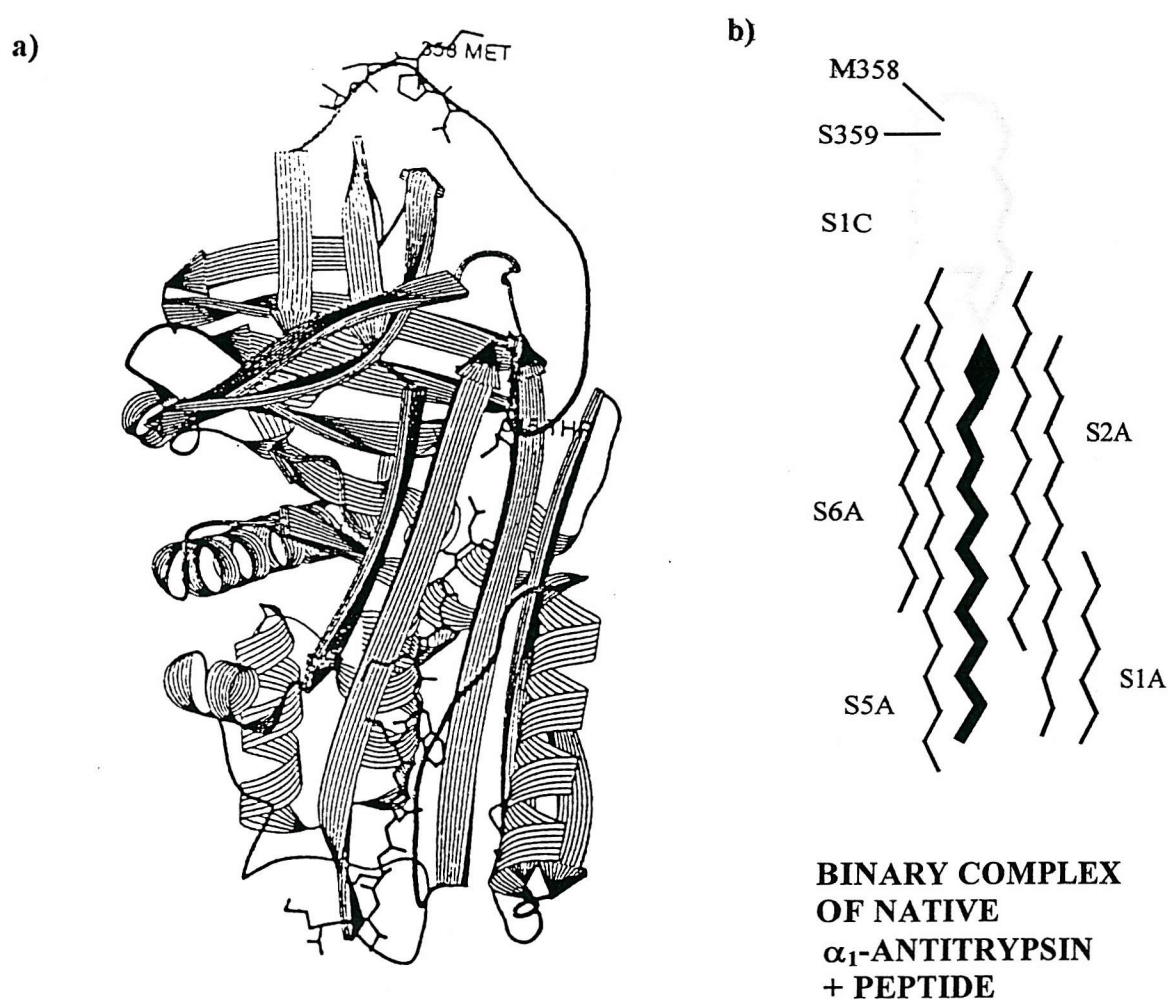 a)
358 MET
b)
M358
S359
S1C
S2A
S6A
S5A
S1A
BINARY COMPLEX
OF NATIVE
α₁-ANTITRYPSIN
+ PEPTIDE